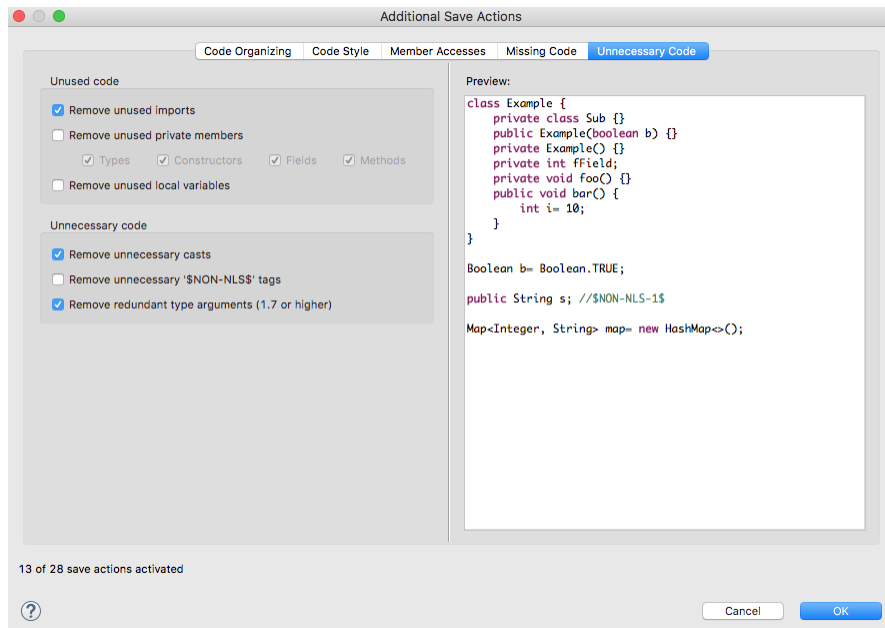 Additional Save Actions
Code Organizing Code Style Member Accesses Missing Code Unnecessary Code
Unused code
Remove unused imports
Remove unused private members
Types Constructors Fields Methods
Remove unused local variables
Unnecessary code
Remove unnecessary casts
Remove unnecessary '$NON-NLS$' tags
Remove redundant type arguments (1.7 or higher)
Preview:
class Example {
    private class Sub {}
    public Example(boolean b) {}
    private Example() {}
    private int fField;
    private void foo() {}
    public void bar() {
        int i= 10;
    }
}
Boolean b= Boolean.TRUE;
public String s; //$NON-NLS-1$
Map<Integer, String> map= new HashMap<>();
13 of 28 save actions activated
?
Cancel OK